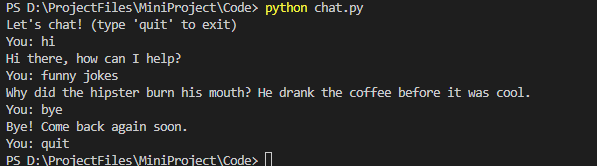 PS D:\ProjectFiles\MiniProject\Code> python chat.py
Let's chat! (type 'quit' to exit)
You: hi
Hi there, how can I help?
You: funny jokes
Why did the hipster burn his mouth? He drank the coffee before it was cool.
You: bye
Bye! Come back again soon.
You: quit
PS D:\ProjectFiles\MiniProject\Code>